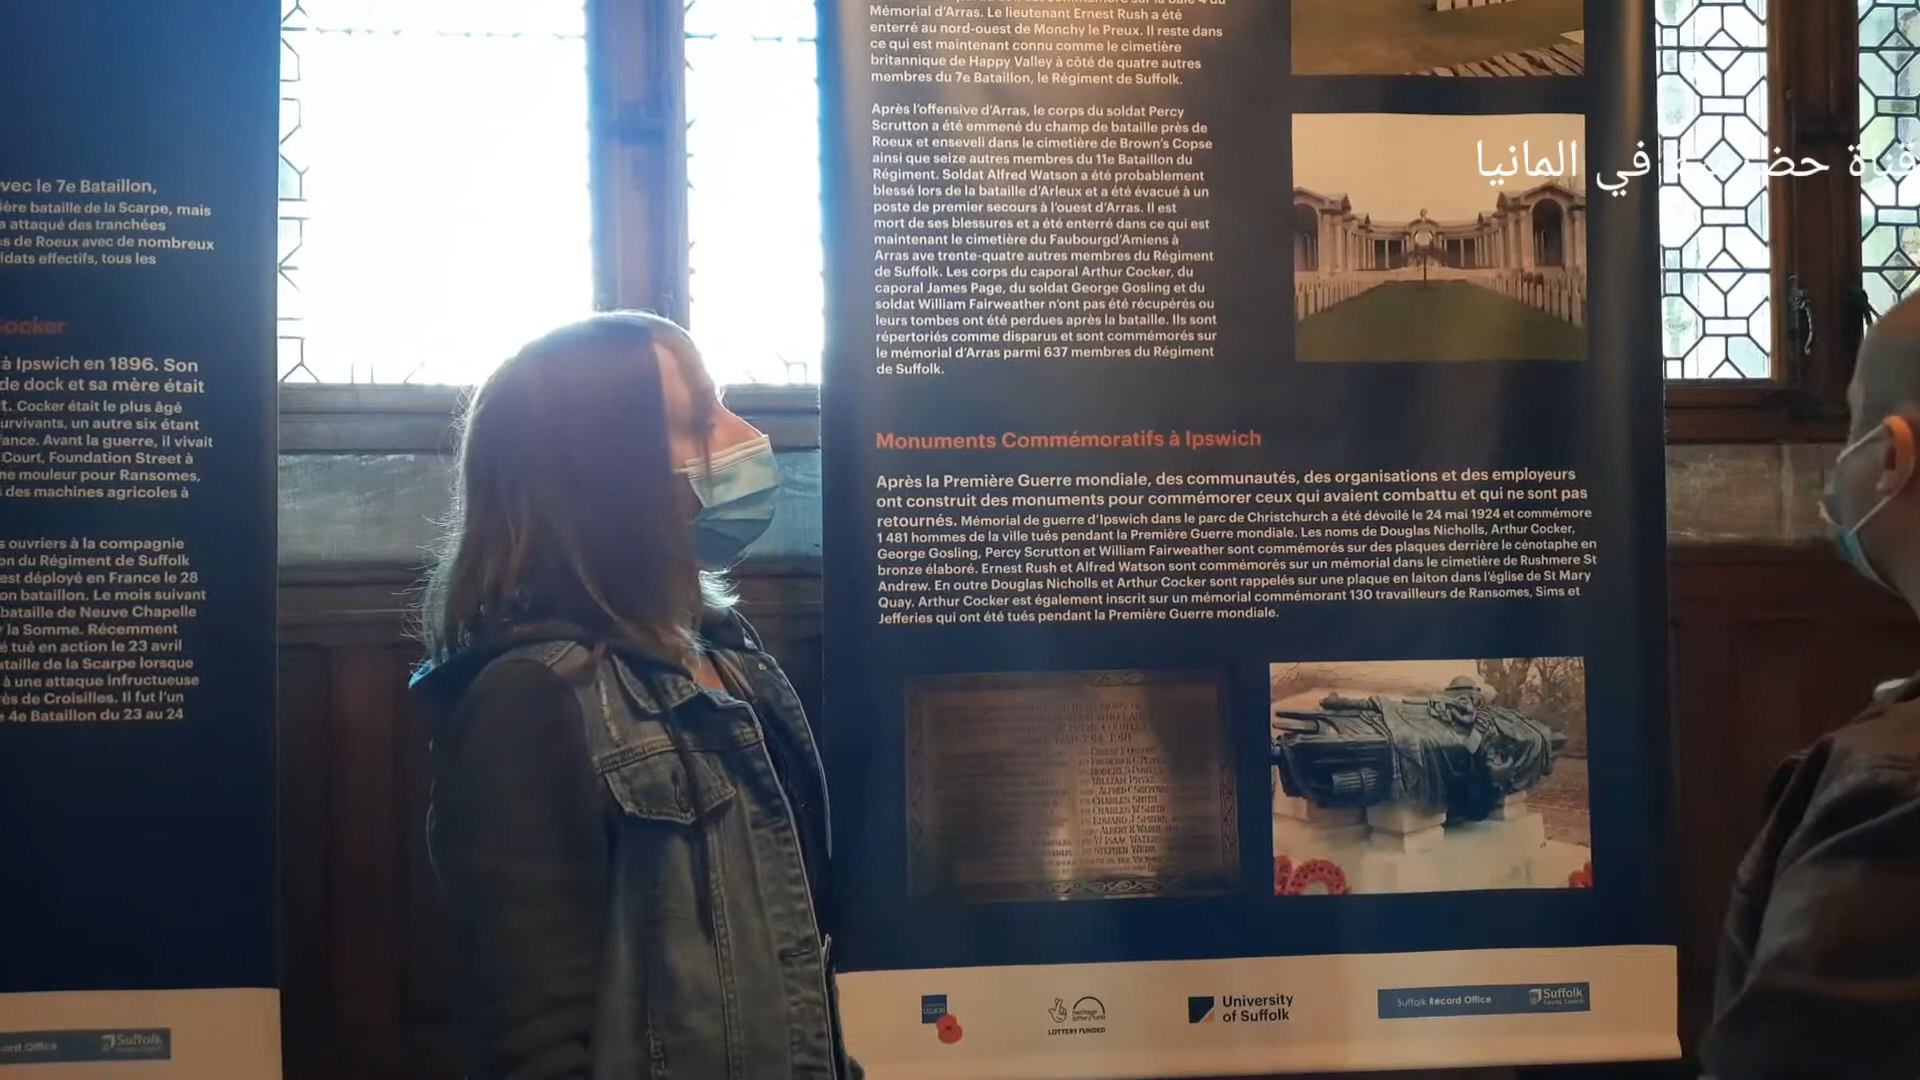 vec le 7e Bataillon,
ère bataille de la Scarpe, mais
a attaqué des tranchées
s de Roeux avec de nombreux
ldats effectifs, tous les
Cocker
à Ipswich en 1896. Son
de dock et sa mère était
t. Cocker était le plus âgé
urvivants, un autre six étant
fance. Avant la guerre, il vivait
Court, Foundation Street à
me mouleur pour Ransomes,
des machines agricoles à
s ouvriers à la compagnie
on du Régiment de Suffolk
est déployé en France le 28
on bataillon. Le mois suivant
bataille de Neuve Chapelle
la Somme. Récemment
é tué en action le 23 avril
ataille de la Scarpe lorsque
à une attaque infructueuse
rès de Croisilles. Il fut l'un
4e Bataillon du 23 au 24
ord Office
Suffolk
Mémorial d'Arras. Le lieutenant Ernest Rush a été
enterré au nord-ouest de Monchy le Preux. Il reste dans
ce qui est maintenant connu comme le cimetière
britannique de Happy Valley à côté de quatre autres
membres du 7e Bataillon, le Régiment de Suffolk.
Après l'offensive d'Arras, le corps du soldat Percy
Scrutton a été emmené du champ de bataille près de
Roeux et enseveli dans le cimetière de Brown's Copse
ainsi que seize autres membres du 11e Bataillon du
Régiment. Soldat Alfred Watson a été probablement
blessé lors de la bataille d'Arleux et a été évacué à un
poste de premier secours à l'ouest d'Arras. Il est
mort de ses blessures et a été enterré dans ce qui est
maintenant le cimetière du Faubourgd'Amiens à
Arras ave trente-quatre autres membres du Régiment
de Suffolk. Les corps du caporal Arthur Cocker, du
caporal James Page, du soldat George Gosling et du
soldat William Fairweather n'ont pas été récupérés ou
leurs tombes ont été perdues après la bataille. Ils sont
répertoriés comme disparus et sont commémorés sur
le mémorial d'Arras parmi 637 membres du Régiment
de Suffolk.
قناة في المانيا
Monuments Commémoratifs à Ipswich
Après la Première Guerre mondiale, des communautés, des organisations et des employeurs
ont construit des monuments pour commémorer ceux qui avaient combattu et qui ne sont pas
retournés. Mémorial de guerre d'Ipswich dans le parc de Christchurch a été dévoilé le 24 mai 1924 et commémore
1 481 hommes de la ville tués pendant la Première Guerre mondiale. Les noms de Douglas Nicholls, Arthur Cocker,
George Gosling, Percy Scrutton et William Fairweather sont commémorés sur des plaques derrière le cénotaphe en
bronze élaboré. Ernest Rush et Alfred Watson sont commémorés sur un mémorial dans le cimetière de Rushmere St
Andrew. En outre Douglas Nicholls et Arthur Cocker sont rappelés sur une plaque en laiton dans l'église de St Mary
Quay. Arthur Cocker est également inscrit sur un mémorial commémorant 130 travailleurs de Ransomes, Sims et
Jefferies qui ont été tués pendant la Première Guerre mondiale.
CHARLES SMITH
CHARLES W. SMITH
STEPHEN WEBB
LEGION
LOTTERY FUNDED
University
of Suffolk
Suffolk Record Office
Suffolk
County Council